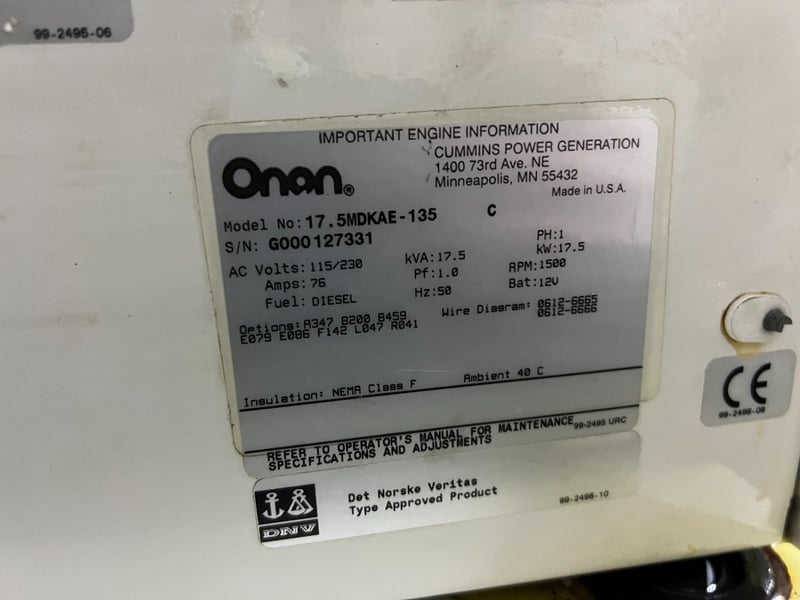 99-2496-06
IMPORTANT ENGINE INFORMATION
Onan®
CUMMINS POWER GENERATION
1400 73rd Ave. NE
Minneapolis, MN 55432
Made in U.S.A.
Model No: 17.5MDKAE-135 C
S/N: G000127331
AC Volts: 115/230 kVA: 17.5 PH: 1
Amps: 76 Pf: 1.0 kW: 17.5
Fuel: DIESEL Hz: 50 RPM: 1500
Bat: 12V
Options: A347 B200 B459 Wire Diagram: 0612-6665
E079 E086 F142 L047 R041 0612-6666
Insulation: NEMA Class F Ambient 40 C
REFER TO OPERATOR'S MANUAL FOR MAINTENANCE 99-2495 URC
SPECIFICATIONS AND ADJUSTMENTS
CE
99-2496-08
DNV
Det Norske Veritas
Type Approved Product
99-2496-10